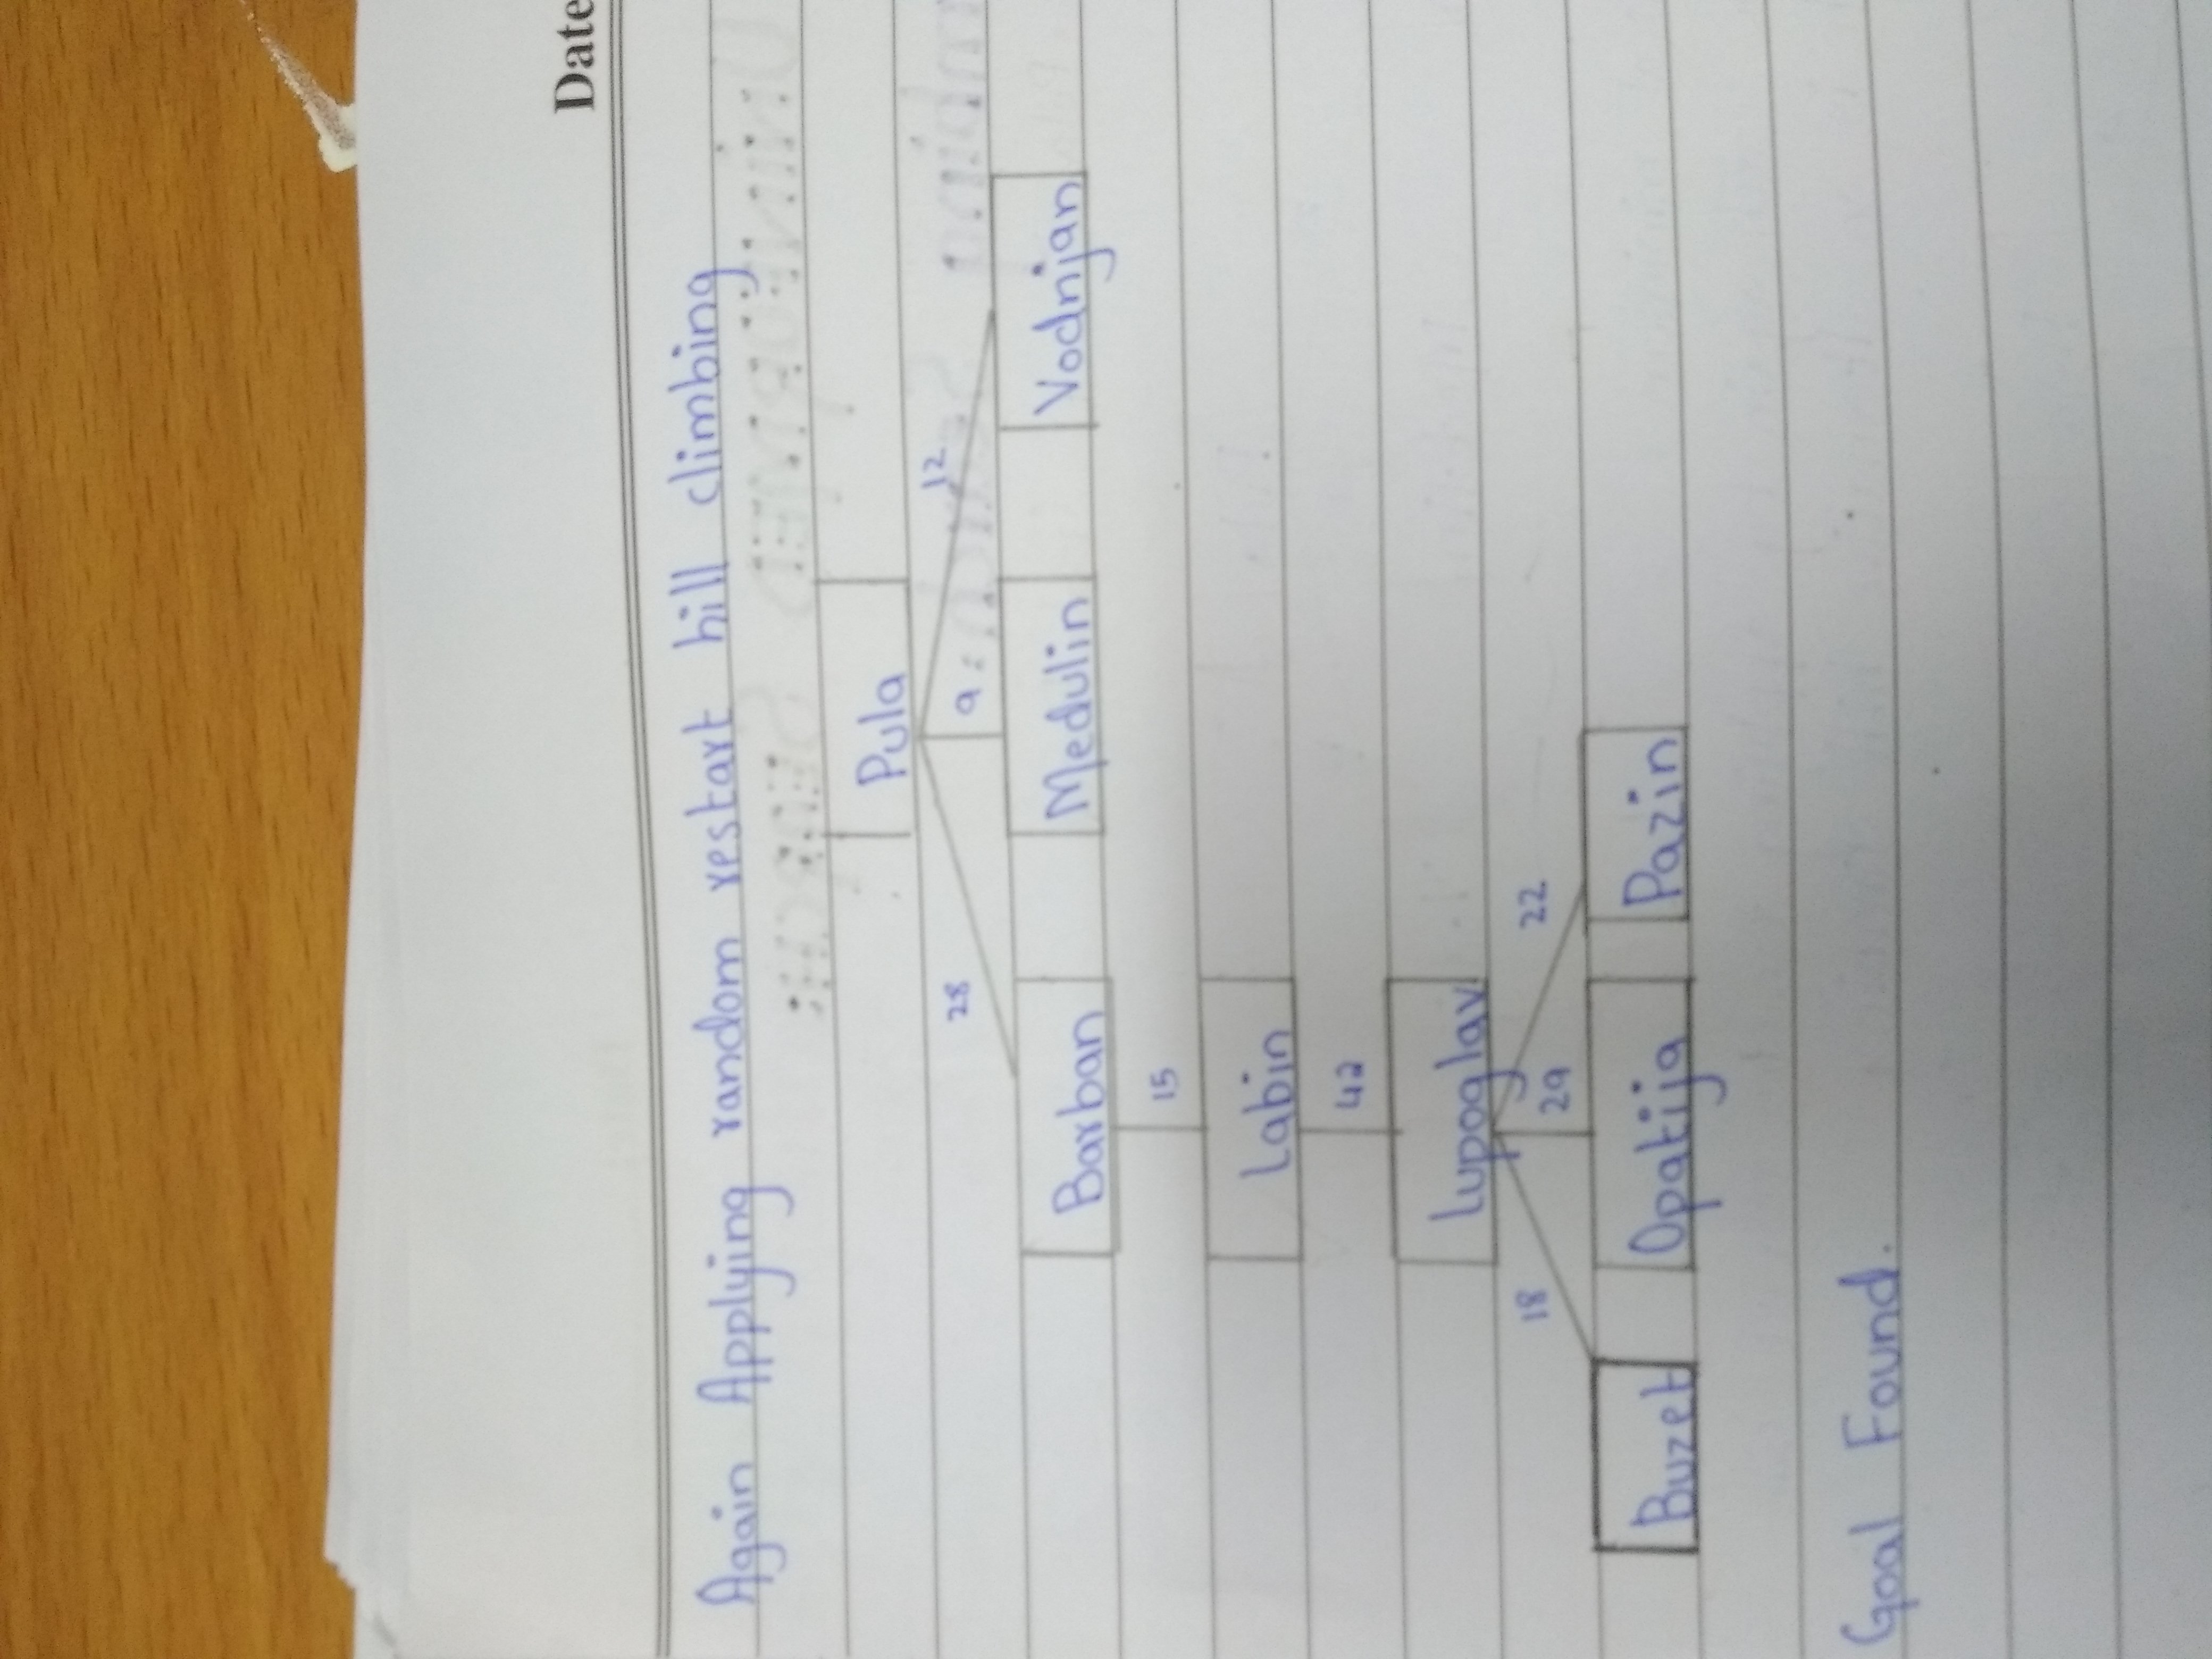 Date
Again Applying random restart hill climbing
Pula
28 9 12
Barban Medulin Vodnjan
15
Labin
42
Lupoglav
18 29 22
Buzet Opatija Pazin
Goal Found.